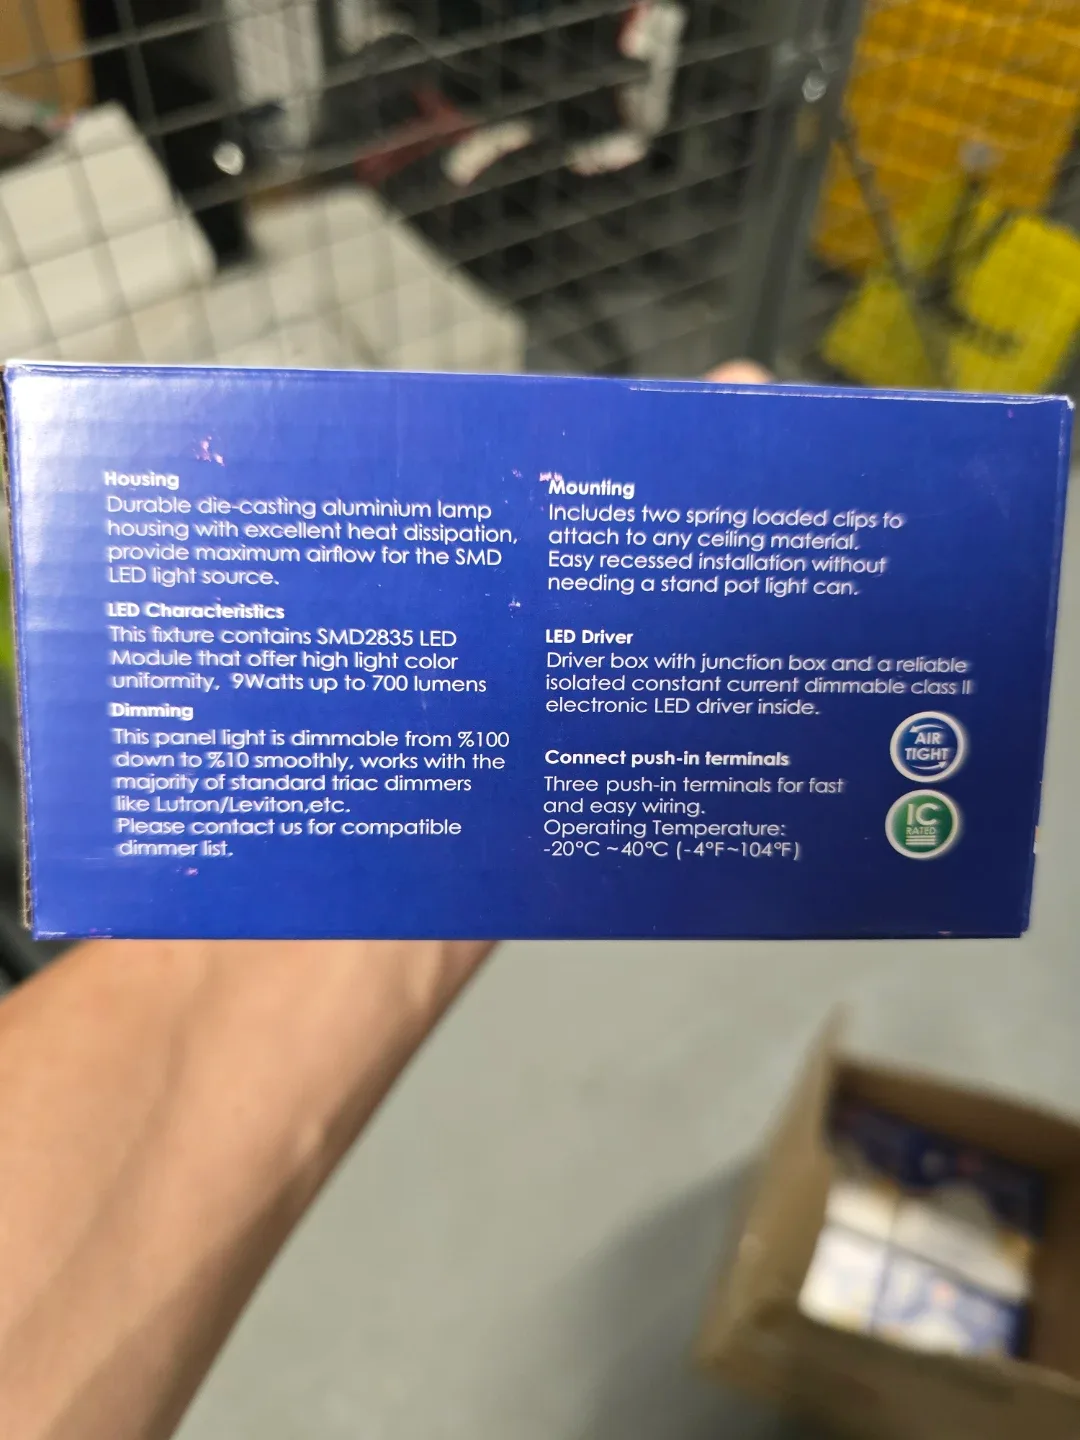 Housing
Durable die-casting aluminium lamp
housing with excellent heat dissipation,
provide maximum airflow for the SMD
LED light source.
LED Characteristics
This fixture contains SMD2835 LED
Module that offer high light color
uniformity, 9Watts up to 700 lumens
Dimming
This panel light is dimmable from %100
down to %10 smoothly, works with the
majority of standard triac dimmers
like Lutron/Leviton,etc.
Please contact us for compatible
dimmer list.
Mounting
Includes two spring loaded clips to
attach to any ceiling material.
Easy recessed installation without
needing a stand pot light can.
LED Driver
Driver box with junction box and a reliable
isolated constant current dimmable class II
electronic LED driver inside.
Connect push-in terminals
Three push-in terminals for fast
and easy wiring.
Operating Temperature:
-20°C ~40°C (-4°F~104°F)
AIR
TIGHT
IC
RATED